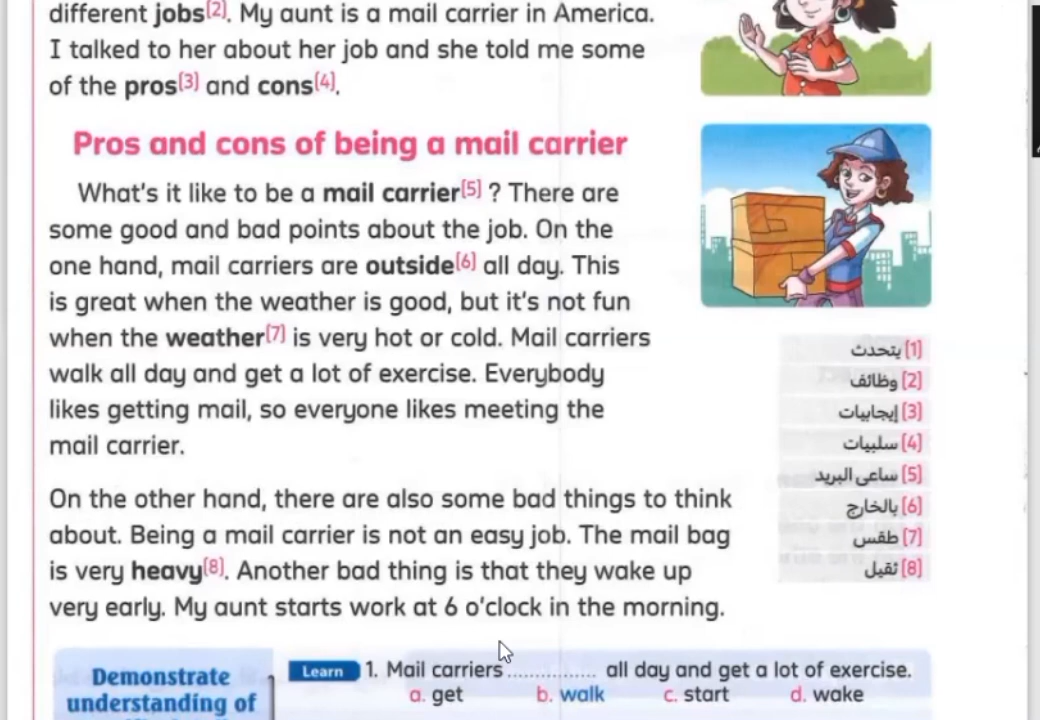 different jobs[2]. My aunt is a mail carrier in America.
I talked to her about her job and she told me some
of the pros[3] and cons[4].
Pros and cons of being a mail carrier
What's it like to be a mail carrier[5] ? There are
some good and bad points about the job. On the
one hand, mail carriers are outside[6] all day. This
is great when the weather is good, but it's not fun
when the weather[7] is very hot or cold. Mail carriers
walk all day and get a lot of exercise. Everybody
likes getting mail, so everyone likes meeting the
mail carrier.
On the other hand, there are also some bad things to think
about. Being a mail carrier is not an easy job. The mail bag
is very heavy[8]. Another bad thing is that they wake up
very early. My aunt starts work at 6 o'clock in the morning.
[1] يتحدث
[2] وظائف
[3] إيجابيات
[4] سلبيات
[5] ساعى البريد
[6] بالخارج
[7] طقس
[8] ثقيل
Demonstrate
understanding of
Learn 1. Mail carriers ............... all day and get a lot of exercise.
a. get b. walk c. start d. wake